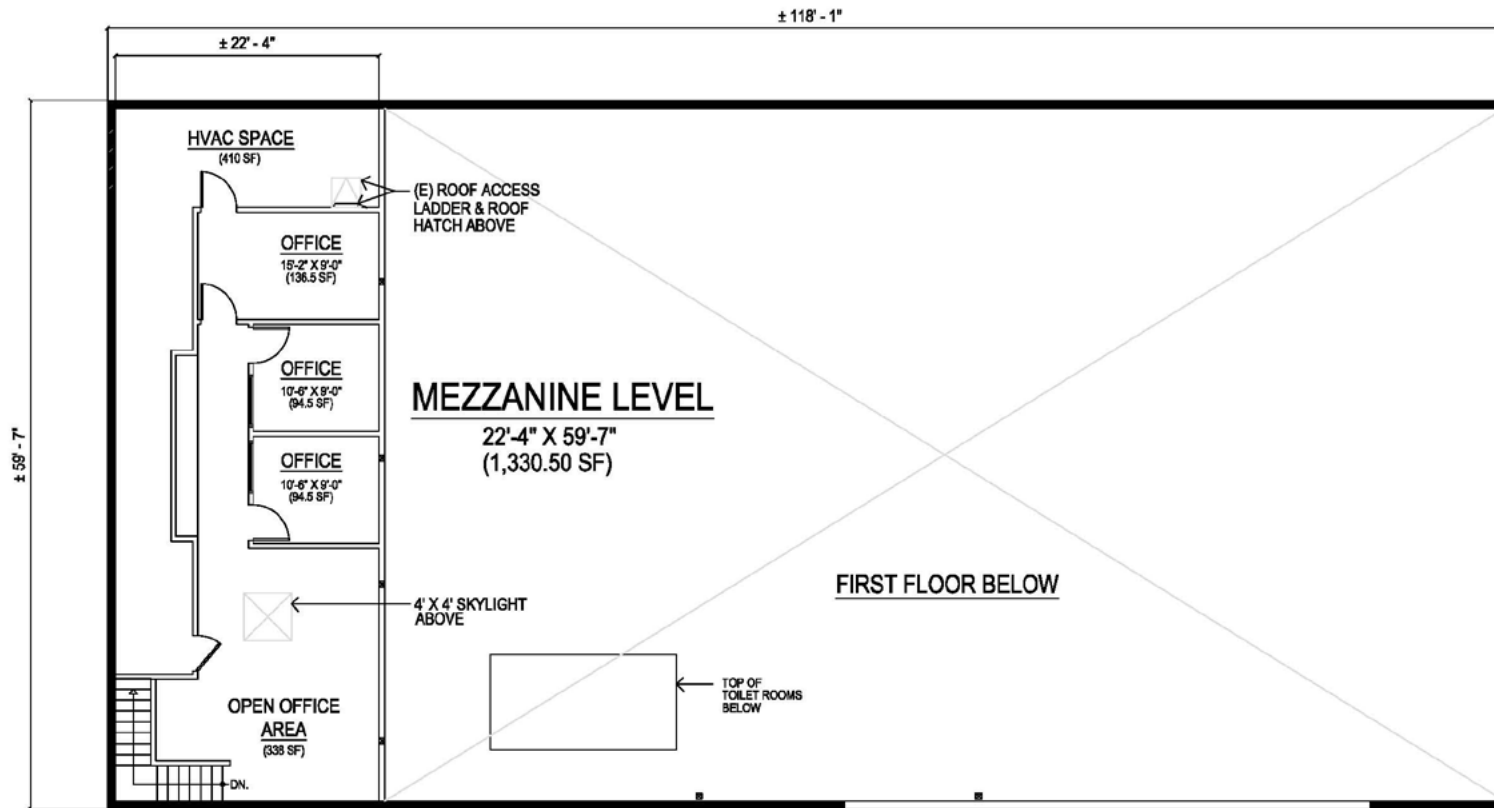 ± 118' - 1"
± 22' - 4"
± 59' - 7"
HVAC SPACE
(410 SF)
(E) ROOF ACCESS
LADDER & ROOF
HATCH ABOVE
OFFICE
15'-2" X 9'-0"
(136.5 SF)
OFFICE
10'-6" X 9'-0"
(94.5 SF)
MEZZANINE LEVEL
22'-4" X 59'-7"
(1,330.50 SF)
OFFICE
10'-6" X 9'-0"
(94.5 SF)
FIRST FLOOR BELOW
4' X 4' SKYLIGHT
ABOVE
TOP OF
TOILET ROOMS
BELOW
OPEN OFFICE
AREA
(338 SF)
DN.